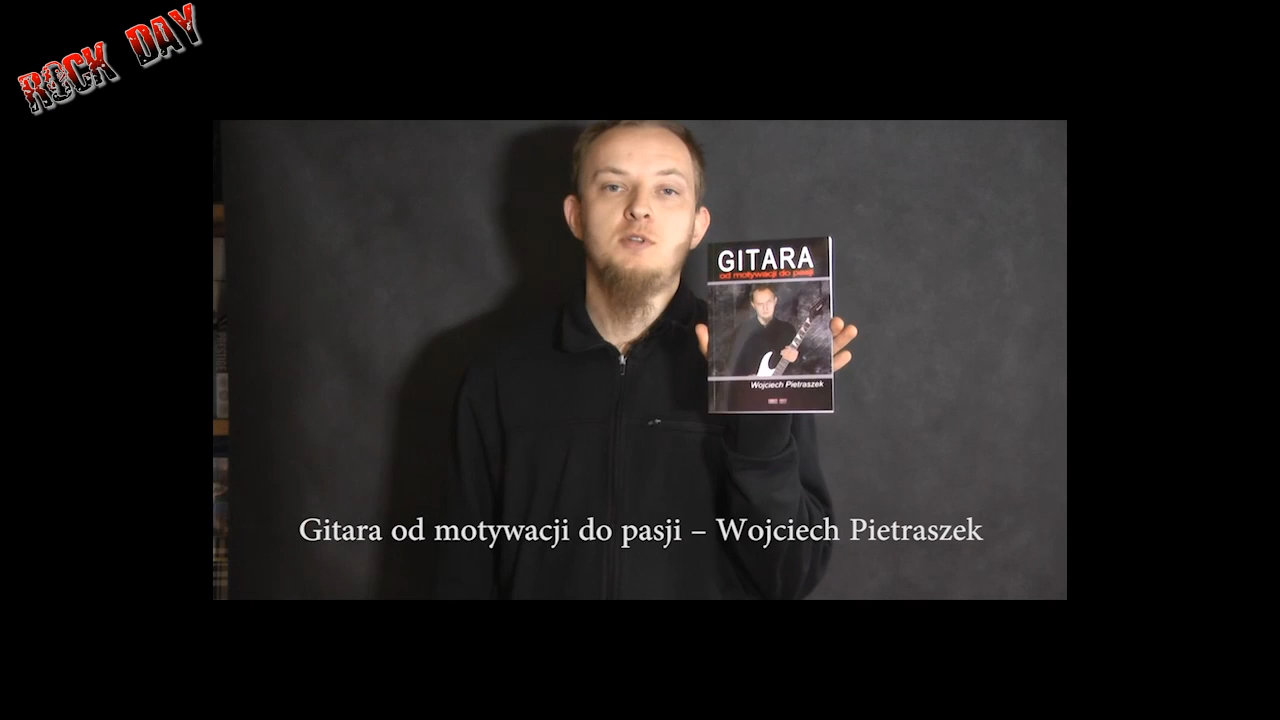 ROCK DAY
GITARA
od motywacji do pasji
Wojciech Pietraszek
Gitara od motywacji do pasji – Wojciech Pietraszek